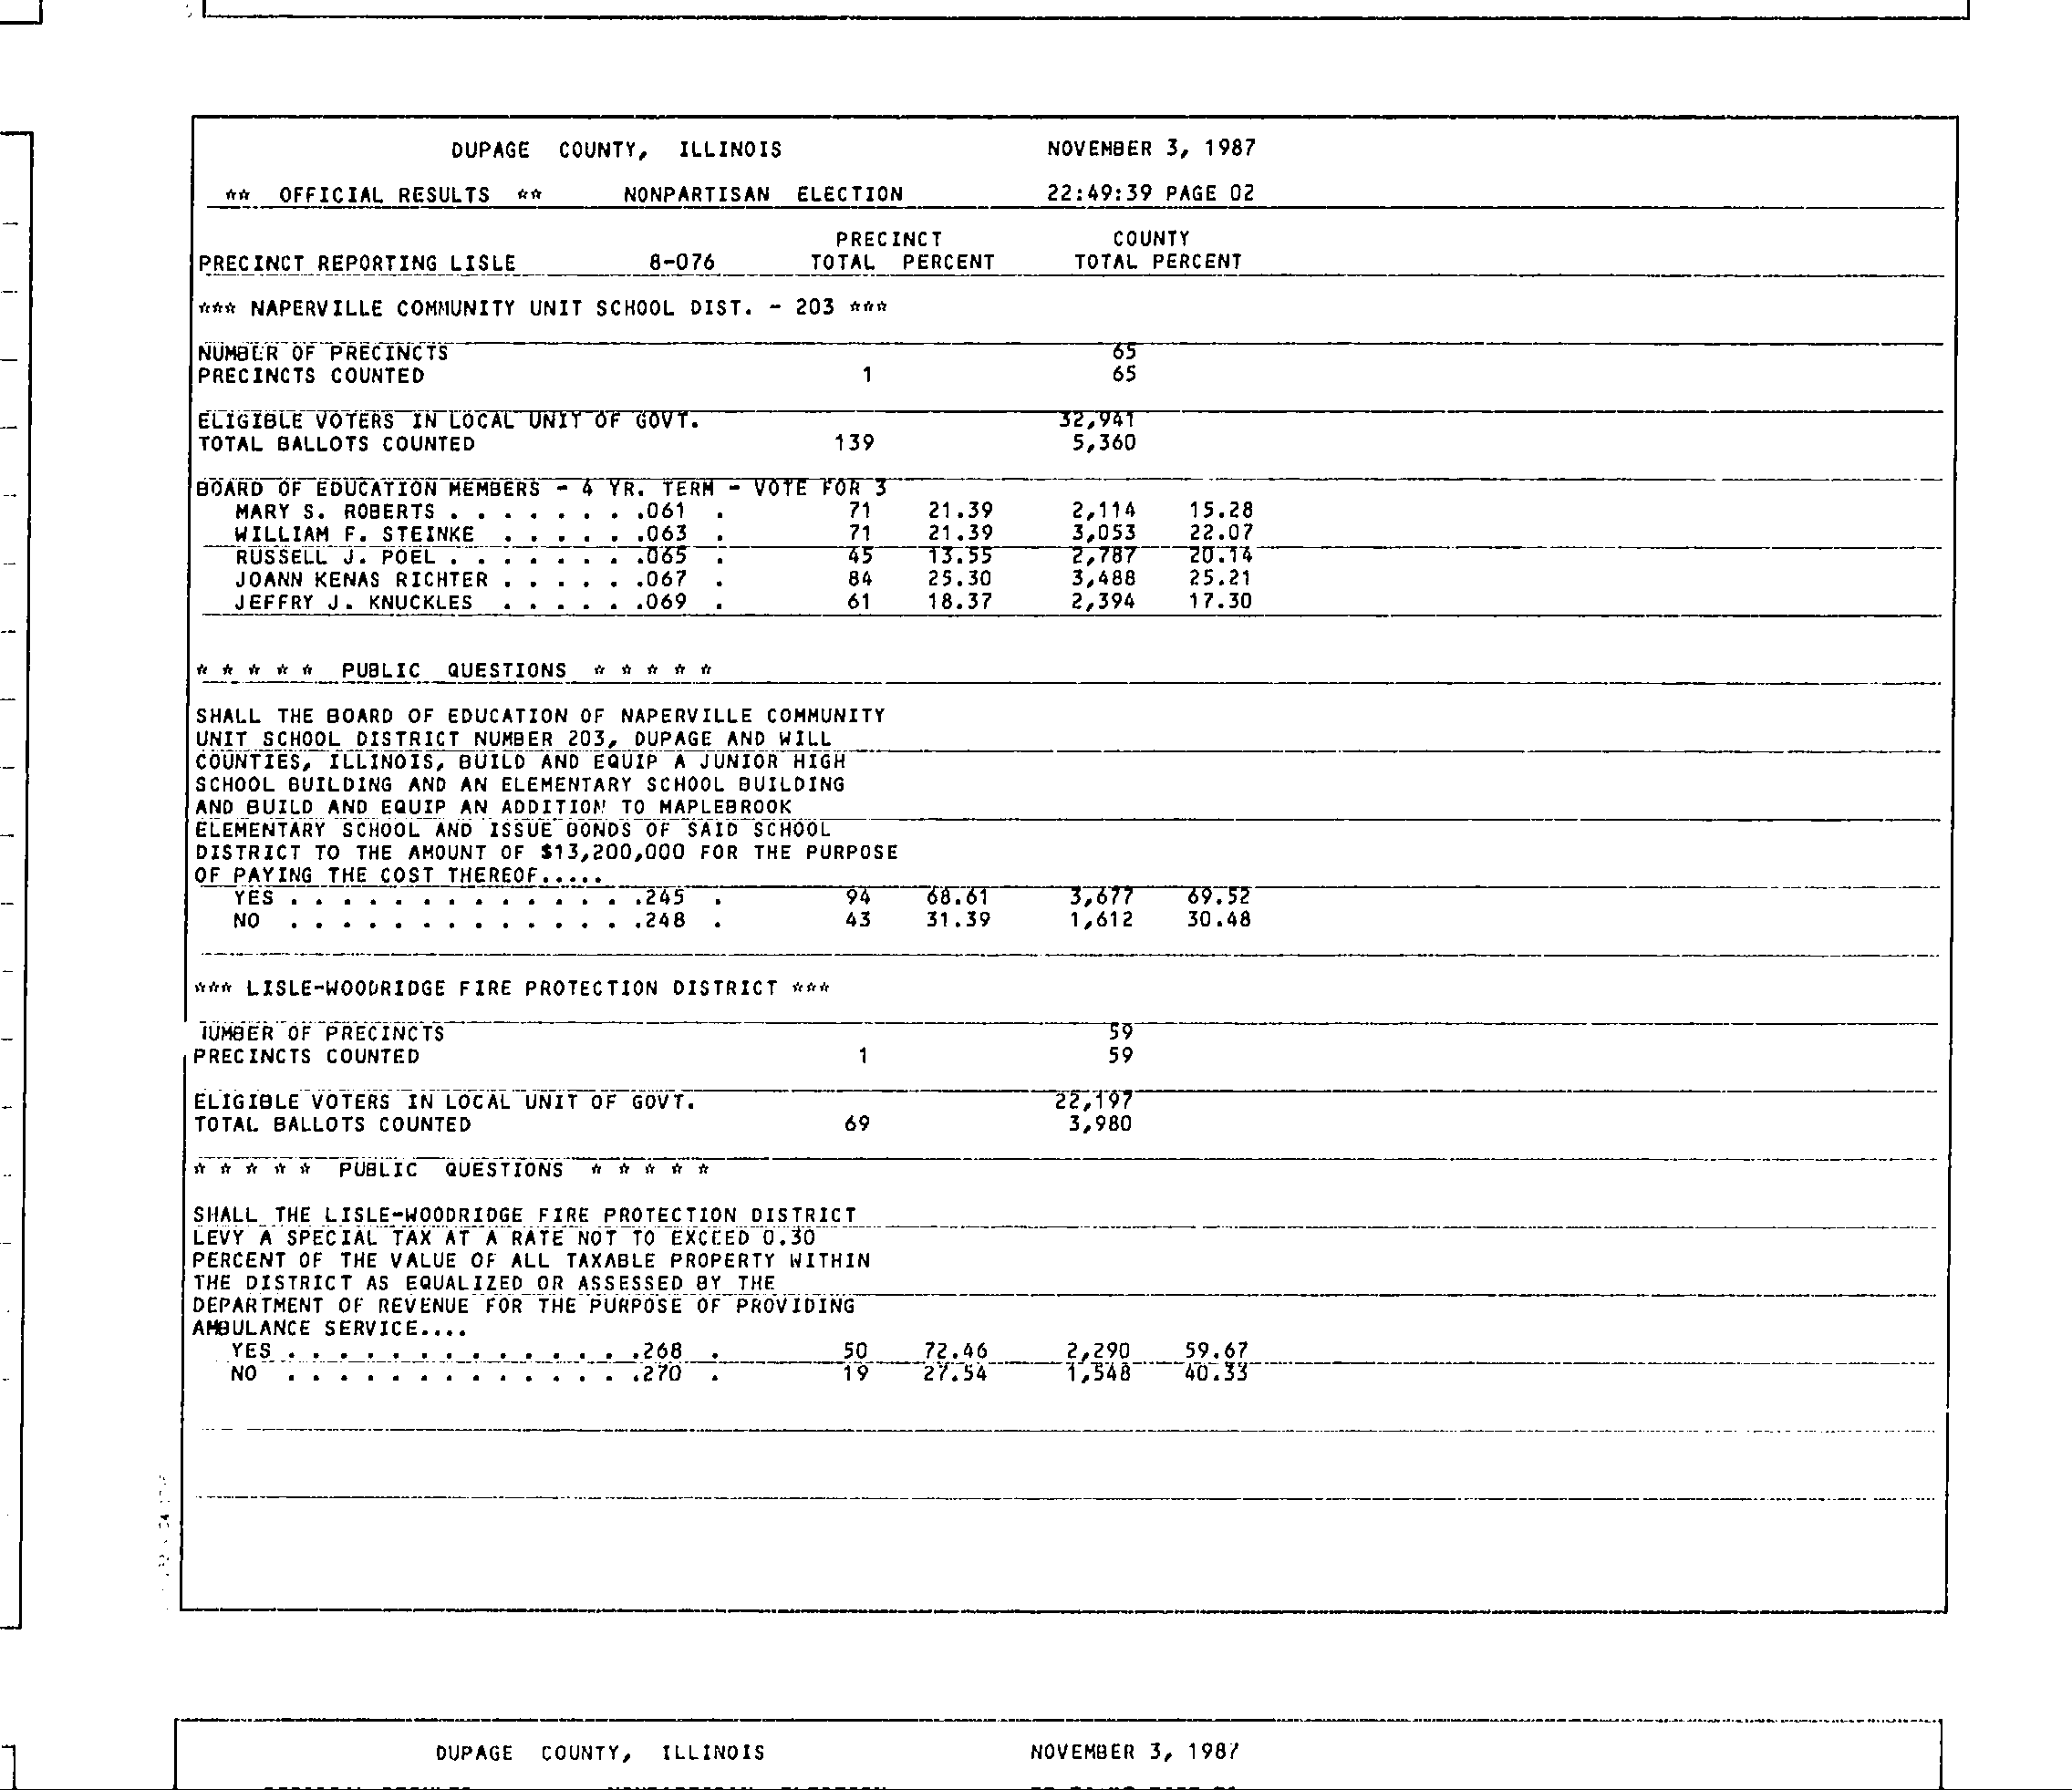 DUPAGE COUNTY, ILLINOIS NOVEMBER 3, 1987
** OFFICIAL RESULTS ** NONPARTISAN ELECTION 22:49:39 PAGE 02
PRECINCT COUNTY
PRECINCT REPORTING LISLE 8-076 TOTAL PERCENT TOTAL PERCENT
*** NAPERVILLE COMMUNITY UNIT SCHOOL DIST. - 203 ***
NUMBER OF PRECINCTS 65
PRECINCTS COUNTED 1 65
ELIGIBLE VOTERS IN LOCAL UNIT OF GOVT. 32,941
TOTAL BALLOTS COUNTED 139 5,360
BOARD OF EDUCATION MEMBERS - 4 YR. TERM - VOTE FOR 3
MARY S. ROBERTS . . . . . . . .061 . 71 21.39 2,114 15.28
WILLIAM F. STEINKE . . . . . .063 . 71 21.39 3,053 22.07
RUSSELL J. POEL . . . . . . . .065 . 45 13.55 2,787 20.14
JOANN KENAS RICHTER . . . . . .067 . 84 25.30 3,488 25.21
JEFFRY J. KNUCKLES . . . . . .069 . 61 18.37 2,394 17.30
* * * * * PUBLIC QUESTIONS * * * * *
SHALL THE BOARD OF EDUCATION OF NAPERVILLE COMMUNITY
UNIT SCHOOL DISTRICT NUMBER 203, DUPAGE AND WILL
COUNTIES, ILLINOIS, BUILD AND EQUIP A JUNIOR HIGH
SCHOOL BUILDING AND AN ELEMENTARY SCHOOL BUILDING
AND BUILD AND EQUIP AN ADDITION TO MAPLEBROOK
ELEMENTARY SCHOOL AND ISSUE BONDS OF SAID SCHOOL
DISTRICT TO THE AMOUNT OF $13,200,000 FOR THE PURPOSE
OF PAYING THE COST THEREOF.....
YES . . . . . . . . . . . . . .245 . 94 68.61 3,677 69.52
NO . . . . . . . . . . . . . .248 . 43 31.39 1,612 30.48
*** LISLE-WOODRIDGE FIRE PROTECTION DISTRICT ***
NUMBER OF PRECINCTS 59
PRECINCTS COUNTED 1 59
ELIGIBLE VOTERS IN LOCAL UNIT OF GOVT. 22,197
TOTAL BALLOTS COUNTED 69 3,980
* * * * * PUBLIC QUESTIONS * * * * *
SHALL THE LISLE-WOODRIDGE FIRE PROTECTION DISTRICT
LEVY A SPECIAL TAX AT A RATE NOT TO EXCEED 0.30
PERCENT OF THE VALUE OF ALL TAXABLE PROPERTY WITHIN
THE DISTRICT AS EQUALIZED OR ASSESSED BY THE
DEPARTMENT OF REVENUE FOR THE PURPOSE OF PROVIDING
AMBULANCE SERVICE....
YES . . . . . . . . . . . . . .268 . 50 72.46 2,290 59.67
NO . . . . . . . . . . . . . .270 . 19 27.54 1,548 40.33
DUPAGE COUNTY, ILLINOIS NOVEMBER 3, 1987